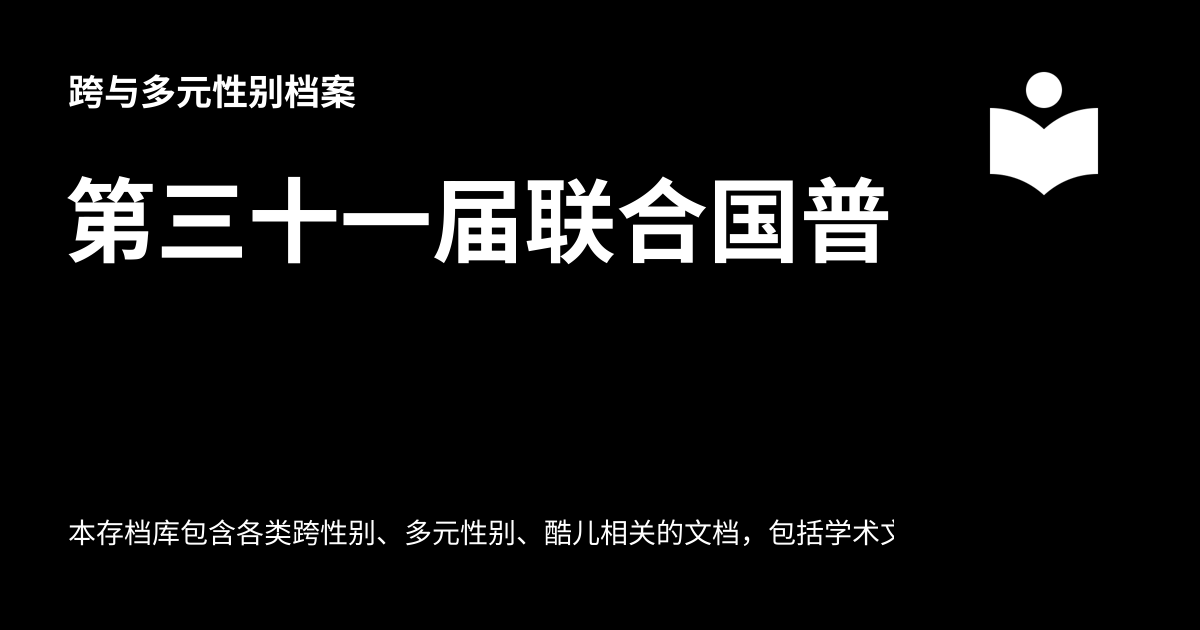 跨与多元性别档案
第三十一届联合国普
本存档库包含各类跨性别、多元性别、酷儿相关的文档，包括学术文